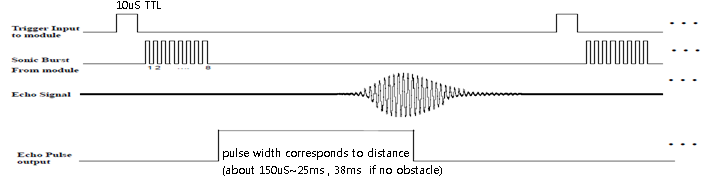 10uS TTL
Trigger Input
to module
Sonic Burst
From module
1 2 ...... 8
Echo Signal
Echo Pulse
output
pulse width corresponds to distance
(about 150uS~25ms , 38ms if no obstacle)